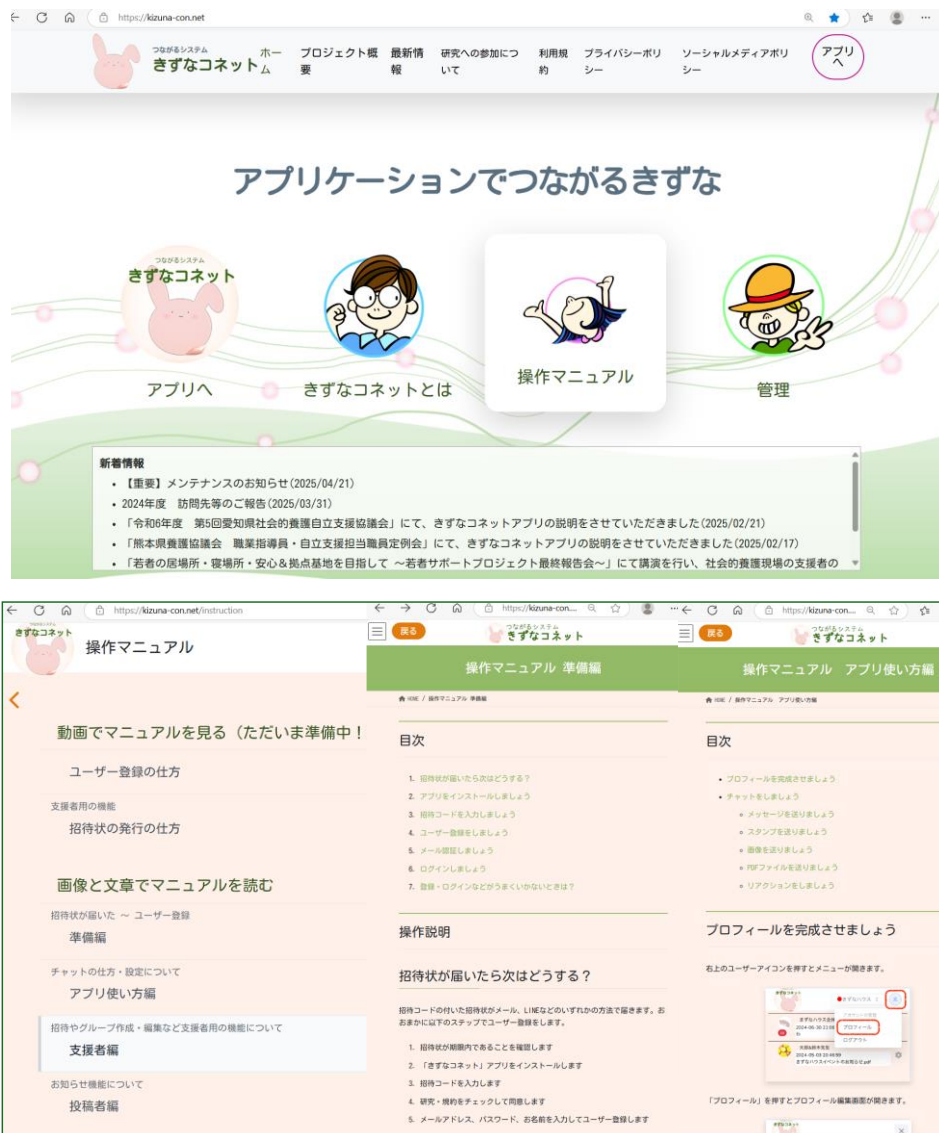 https://kizuna-con.net
つながるシステム
きずなコネット
ホーム
プロジェクト概要
最新情報
研究への参加について
利用規約
プライバシーポリシー
ソーシャルメディアポリシー
アプリへ
アプリケーションでつながるきずな
つながるシステム
きずなコネット
アプリへ
きずなコネットとは
操作マニュアル
管理
新着情報
• 【重要】メンテナンスのお知らせ(2025/04/21)
• 2024年度 訪問先等のご報告(2025/03/31)
• 「令和6年度 第5回愛知県社会的養護自立支援協議会」にて、きずなコネットアプリの説明をさせていただきました(2025/02/21)
• 「熊本県養護協議会 職業指導員・自立支援担当職員定例会」にて、きずなコネットアプリの説明をさせていただきました(2025/02/17)
• 「若者の居場所・寝場所・安心&拠点基地を目指して ～若者サポートプロジェクト最終報告会～」にて講演を行い、社会的養護現場の支援者の
https://kizuna-con.net/instruction
きずなコネット
操作マニュアル
動画でマニュアルを見る（ただいま準備中！
ユーザー登録の仕方
支援者用の機能
招待状の発行の仕方
画像と文章でマニュアルを読む
招待状が届いた ～ ユーザー登録
準備編
チャットの仕方・設定について
アプリ使い方編
招待やグループ作成・編集など支援者用の機能について
支援者編
お知らせ機能について
投稿者編
https://kizuna-con...
戻る
つながるシステム
きずなコネット
操作マニュアル 準備編
HOME / 操作マニュアル 準備編
目次
1. 招待状が届いたら次はどうする？
2. アプリをインストールしましょう
3. 招待コードを入力しましょう
4. ユーザー登録をしましょう
5. メール認証しましょう
6. ログインしましょう
7. 登録・ログインなどがうまくいかないときは？
操作説明
招待状が届いたら次はどうする？
招待コードの付いた招待状がメール、LINEなどのいずれかの方法で届きます。お
おまかに以下のステップでユーザー登録をします。
1. 招待状が期限内であることを確認します
2. 「きずなコネット」アプリをインストールします
3. 招待コードを入力します
4. 研究・規約をチェックして同意します
5. メールアドレス、パスワード、お名前を入力してユーザー登録します
https://kizuna-con...
戻る
つながるシステム
きずなコネット
操作マニュアル アプリ使い方編
HOME / 操作マニュアル アプリ使い方編
目次
• プロフィールを完成させましょう
• チャットをしましょう
◦ メッセージを送りましょう
◦ スタンプを送りましょう
◦ 画像を送りましょう
◦ PDFファイルを送りましょう
◦ リアクションをしましょう
プロフィールを完成させましょう
右上のユーザーアイコンを押すとメニューが開きます。
きずなハウス
プロフィール
ログアウト
「プロフィール」を押すとプロフィール編集画面が開きます。